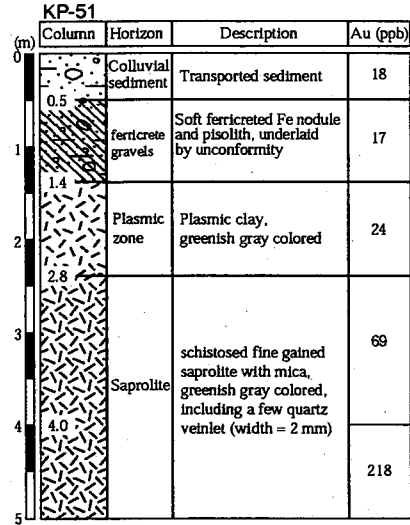 KP-51
(m) Column Horizon Description Au (ppb)
0
Colluvial
sediment
Transported sediment
18
0.5
ferricrete
gravels
Soft ferricreted Fe nodule
and pisolith, underlaid
by unconformity
17
1
1.4
Plasmic
zone
Plasmic clay,
greenish gray colored
24
2
2.8
3
Saprolite
schistosed fine gained
saprolite with mica,
greenish gray colored,
including a few quartz
veinlet (width = 2 mm)
69
4
4.0
218
5